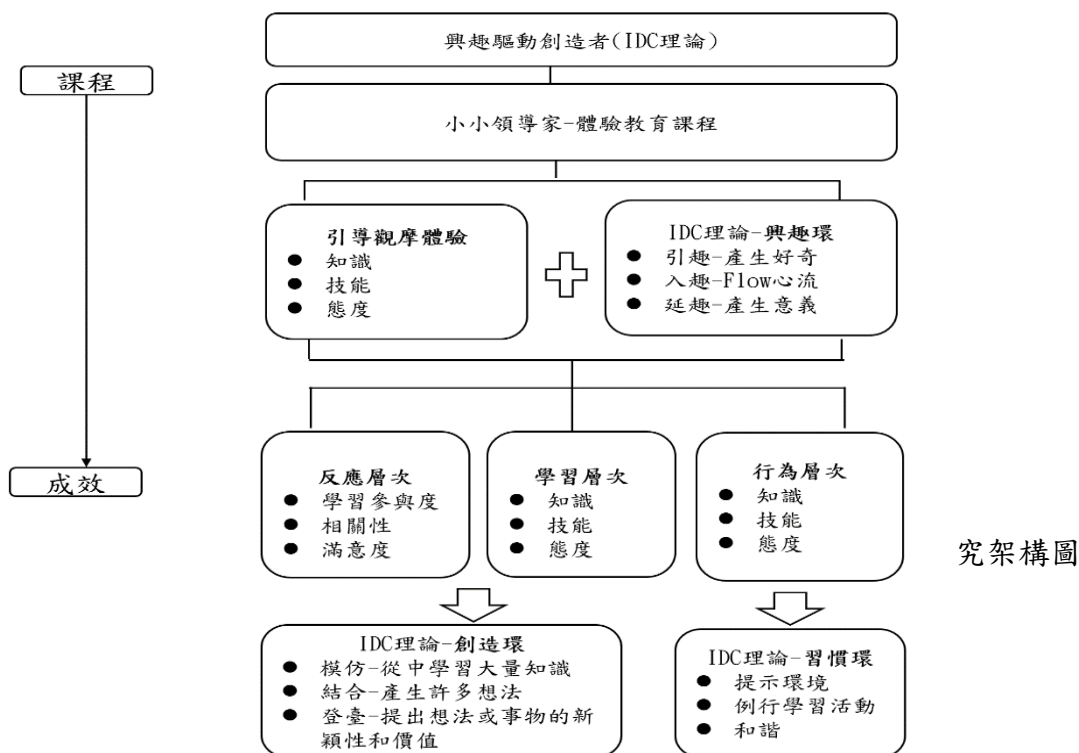 興趣驅動創造者(IDC理論)
課程
小小領導家-體驗教育課程
引導觀摩體驗
● 知識
● 技能
● 態度
IDC理論-興趣環
● 引趣-產生好奇
● 入趣-Flow心流
● 延趣-產生意義
成效
反應層次
● 學習參與度
● 相關性
● 滿意度
學習層次
● 知識
● 技能
● 態度
行為層次
● 知識
● 技能
● 態度
究架構圖
IDC理論-創造環
● 模仿-從中學習大量知識
● 結合-產生許多想法
● 登臺-提出想法或事物的新
穎性和價值
IDC理論-習慣環
● 提示環境
● 例行學習活動
● 和諧